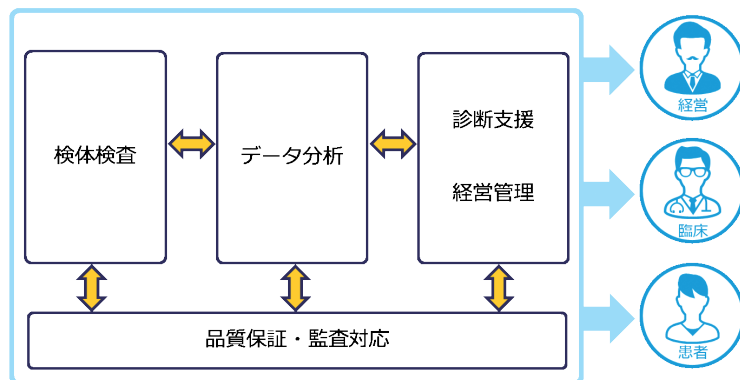 検体検査
データ分析
診断支援
経営管理
品質保証・監査対応
経営
臨床
患者